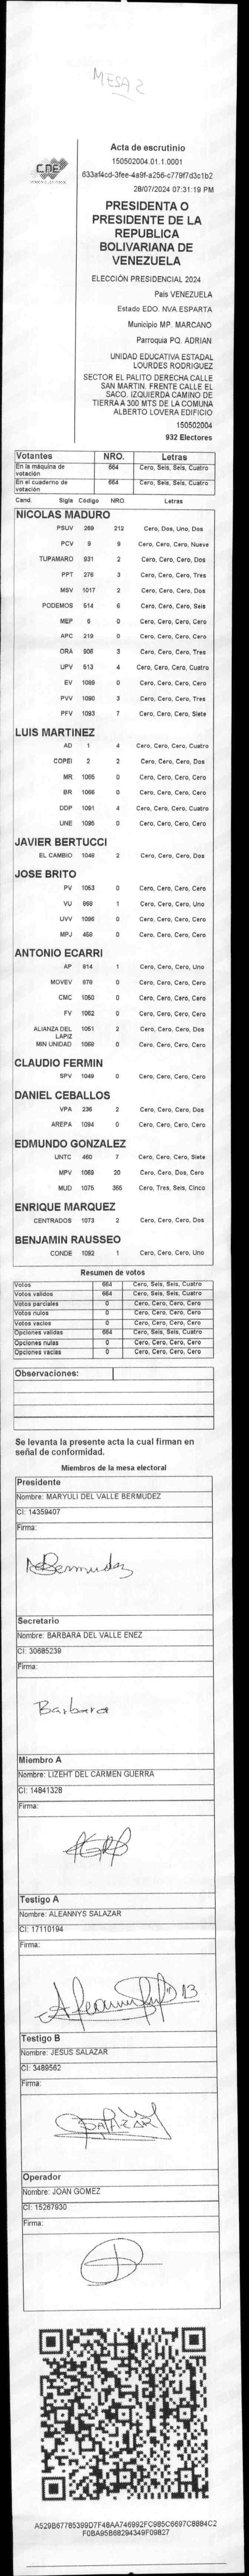 MESA 2
CNE
Acta de escrutinio
150502004.01.1.0001
633af4cd-3fee-4a9f-a256-c778f7d3c1b2
28/07/2024 07:31:19 PM
PRESIDENTA O
PRESIDENTE DE LA
REPUBLICA
BOLIVARIANA DE
VENEZUELA
ELECCIÓN PRESIDENCIAL 2024
País VENEZUELA
Estado EDO. NVA.ESPARTA
Municipio MP. MARCANO
Parroquia PQ. ADRIAN
UNIDAD EDUCATIVA ESTADAL
LOURDES RODRIGUEZ
SECTOR EL PALITO DERECHA CALLE
SAN MARTIN. FRENTE CALLE EL
SACO. IZQUIERDA CAMINO DE
TIERRA A 300 MTS DE LA COMUNA
ALBERTO LOVERA EDIFICIO
150502004
932 Electores
Votantes NRO. Letras
En la máquina de votación 664 Cero, Seis, Seis, Cuatro
En el cuaderno de votación 664 Cero, Seis, Seis, Cuatro
Cand. Sigla Código NRO. Letras
NICOLAS MADURO
PSUV 269 212 Cero, Dos, Uno, Dos
PCV 9 9 Cero, Cero, Cero, Nueve
TUPAMARO 931 2 Cero, Cero, Cero, Dos
PPT 276 3 Cero, Cero, Cero, Tres
MSV 1017 2 Cero, Cero, Cero, Dos
PODEMOS 514 6 Cero, Cero, Cero, Seis
MEP 6 0 Cero, Cero, Cero, Cero
APC 219 0 Cero, Cero, Cero, Cero
ORA 906 3 Cero, Cero, Cero, Tres
UPV 513 4 Cero, Cero, Cero, Cuatro
EV 1089 0 Cero, Cero, Cero, Cero
PVV 1090 3 Cero, Cero, Cero, Tres
PFV 1093 7 Cero, Cero, Cero, Siete
LUIS MARTINEZ
AD 1 4 Cero, Cero, Cero, Cuatro
COPEI 2 2 Cero, Cero, Cero, Dos
MR 1065 0 Cero, Cero, Cero, Cero
BR 1066 0 Cero, Cero, Cero, Cero
DDP 1091 4 Cero, Cero, Cero, Cuatro
UNE 1095 0 Cero, Cero, Cero, Cero
JAVIER BERTUCCI
EL CAMBIO 1048 2 Cero, Cero, Cero, Dos
JOSE BRITO
PV 1053 0 Cero, Cero, Cero, Cero
VU 868 1 Cero, Cero, Cero, Uno
UVV 1096 0 Cero, Cero, Cero, Cero
MPJ 458 0 Cero, Cero, Cero, Cero
ANTONIO ECARRI
AP 814 1 Cero, Cero, Cero, Uno
MOVEV 979 0 Cero, Cero, Cero, Cero
CMC 1050 0 Cero, Cero, Cero, Cero
FV 1062 0 Cero, Cero, Cero, Cero
ALIANZA DEL LAPIZ 1051 2 Cero, Cero, Cero, Dos
MIN UNIDAD 1068 0 Cero, Cero, Cero, Cero
CLAUDIO FERMIN
SPV 1049 0 Cero, Cero, Cero, Cero
DANIEL CEBALLOS
VPA 236 2 Cero, Cero, Cero, Dos
AREPA 1094 0 Cero, Cero, Cero, Cero
EDMUNDO GONZALEZ
UNTC 460 7 Cero, Cero, Cero, Siete
MPV 1069 20 Cero, Cero, Dos, Cero
MUD 1075 365 Cero, Tres, Seis, Cinco
ENRIQUE MARQUEZ
CENTRADOS 1073 2 Cero, Cero, Cero, Dos
BENJAMIN RAUSSEO
CONDE 1092 1 Cero, Cero, Cero, Uno
Resumen de votos
Votos 664 Cero, Seis, Seis, Cuatro
Votos validos 664 Cero, Seis, Seis, Cuatro
Votos parciales 0 Cero, Cero, Cero, Cero
Votos nulos 0 Cero, Cero, Cero, Cero
Votos vacios 0 Cero, Cero, Cero, Cero
Opciones validas 664 Cero, Seis, Seis, Cuatro
Opciones nulas 0 Cero, Cero, Cero, Cero
Opciones vacias 0 Cero, Cero, Cero, Cero
Observaciones:
Se levanta la presente acta la cual firman en
señal de conformidad.
Miembros de la mesa electoral
Presidente
Nombre: MARYULI DEL VALLE BERMUDEZ
CI: 14359407
Firma:
Bermudez
Secretario
Nombre: BARBARA DEL VALLE ENEZ
CI: 30685239
Firma:
Barbara
Miembro A
Nombre: LIZEHT DEL CARMEN GUERRA
CI: 14841328
Firma:
Testigo A
Nombre: ALEANNYS SALAZAR
CI: 17110194
Firma:
Testigo B
Nombre: JESUS SALAZAR
CI: 3489562
Firma:
SALAZAR
Operador
Nombre: JOAN GOMEZ
CI: 15267930
Firma:
A529B67785399D7F48AA746992FC985C6697C8884C2
F0BA95B68294349F09827